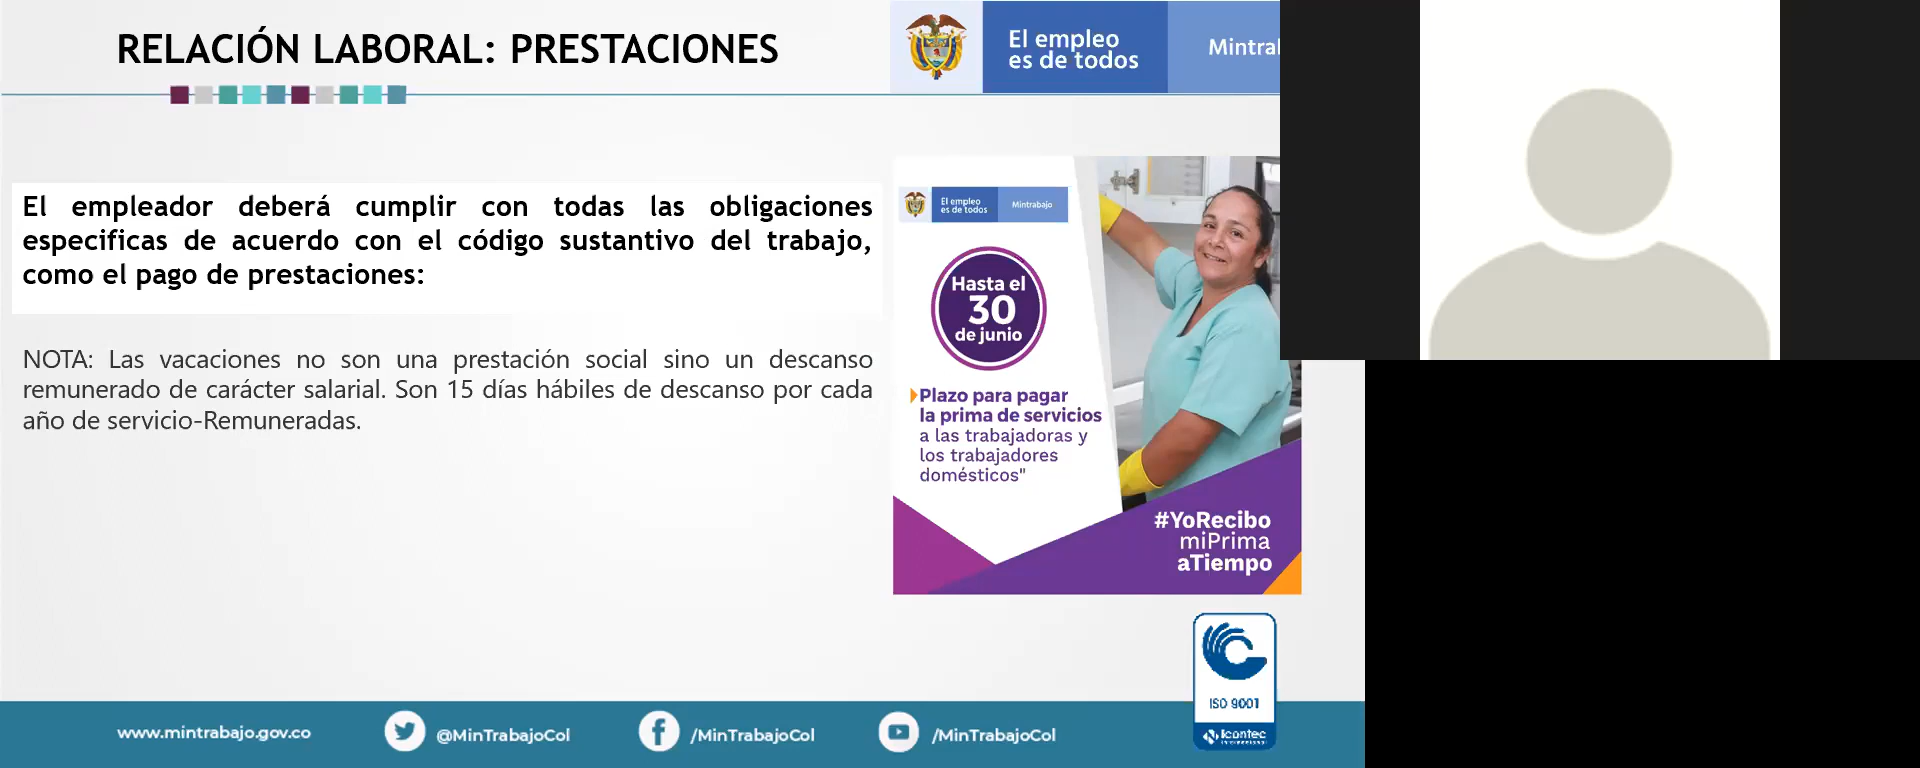 RELACIÓN LABORAL: PRESTACIONES
El empleo
es de todos
Mintra
El empleador deberá cumplir con todas las obligaciones
especificas de acuerdo con el código sustantivo del trabajo,
como el pago de prestaciones:
NOTA: Las vacaciones no son una prestación social sino un descanso
remunerado de carácter salarial. Son 15 días hábiles de descanso por cada
año de servicio-Remuneradas.
El empleo
es de todos
Mintrabajo
Hasta el
30
de junio
Plazo para pagar
la prima de servicios
a las trabajadoras y
los trabajadores
domésticos"
#YoRecibo
miPrima
aTiempo
ISO 9001
icontec
www.mintrabajo.gov.co
@MinTrabajoCol
/MinTrabajoCol
/MinTrabajoCol